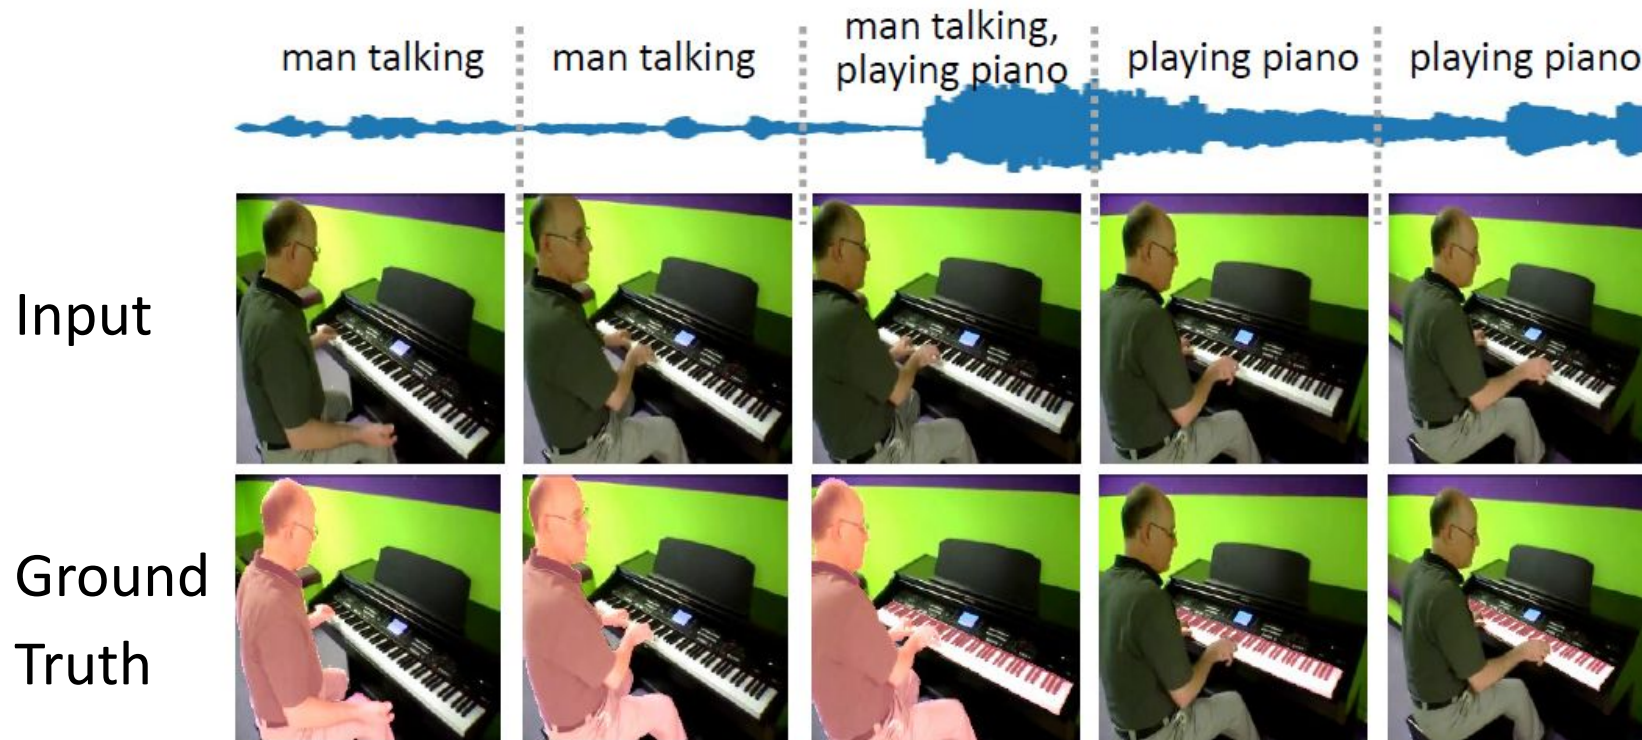 man talking
man talking
man talking,
playing piano
playing piano
playing piano
Input
Ground
Truth